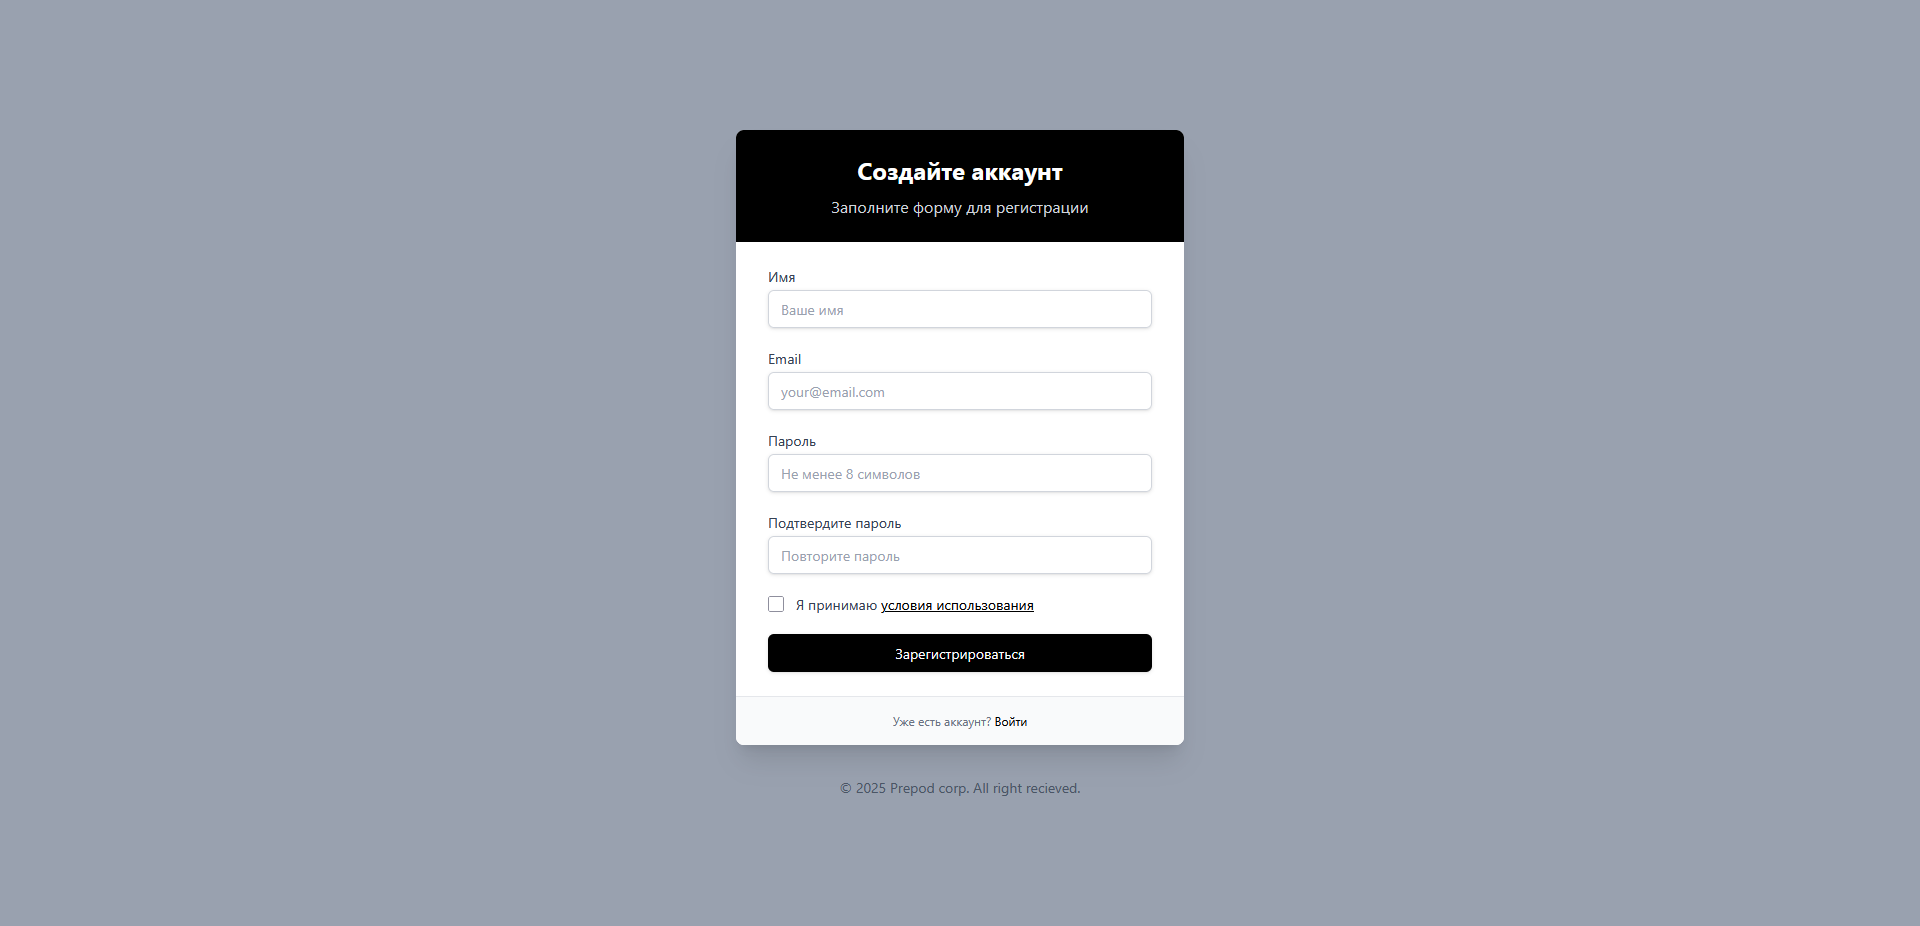 Создайте аккаунт
Заполните форму для регистрации
Имя
Ваше имя
Email
your@email.com
Пароль
Не менее 8 символов
Подтвердите пароль
Повторите пароль
Я принимаю условия использования
Зарегистрироваться
Уже есть аккаунт? Войти
© 2025 Prepod corp. All right recieved.